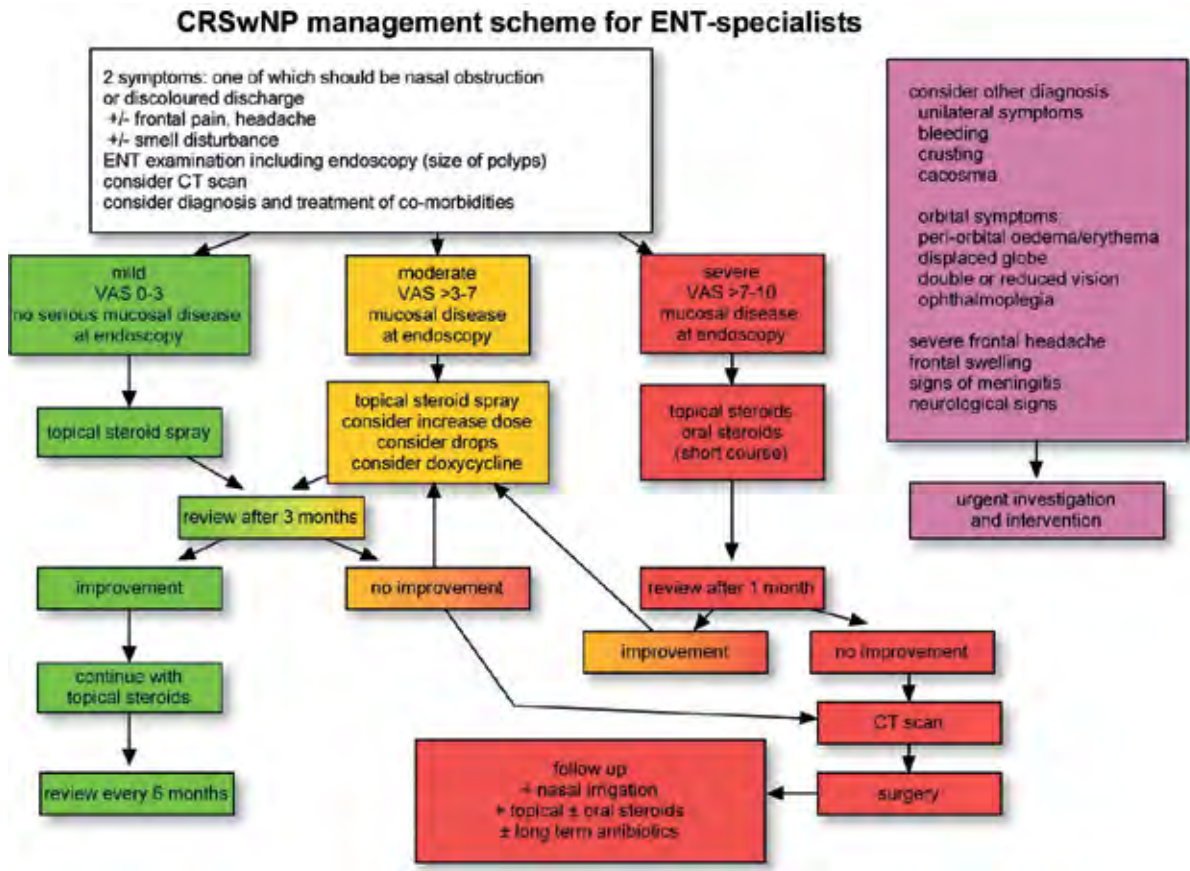 CRSwNP management scheme for ENT-specialists
2 symptoms: one of which should be nasal obstruction
or discoloured discharge
+/- frontal pain, headache
+/- smell disturbance
ENT examination including endoscopy (size of polyps)
consider CT scan
consider diagnosis and treatment of co-morbidities
consider other diagnosis
unilateral symptoms
bleeding
crusting
cacosmia
orbital symptoms:
peri-orbital oedema/erythema
displaced globe
double or reduced vision
ophthalmoplegia
severe frontal headache
frontal swelling
signs of meningitis
neurological signs
urgent investigation
and intervention
mild
VAS 0-3
no serious mucosal disease
at endoscopy
moderate
VAS >3-7
mucosal disease
at endoscopy
severe
VAS >7-10
mucosal disease
at endoscopy
topical steroid spray
topical steroid spray
consider increase dose
consider drops
consider doxycycline
topical steroids
oral steroids
(short course)
review after 3 months
improvement
no improvement
review after 1 month
improvement
no improvement
continue with
topical steroids
CT scan
review every 6 months
surgery
follow up
+ nasal irrigation
+ topical ± oral steroids
± long term antibiotics